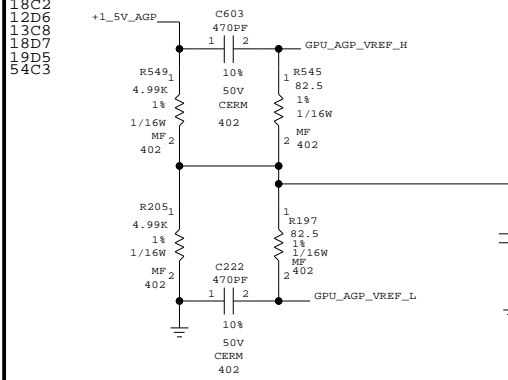 18C2
12D6
13C8
18D7
19D5
54C3
+1_5V_AGP
C603
470PF
1 2
GPU_AGP_VREF_H
10%
50V
CERM
402
R549 1
4.99K
1%
1/16W
MF 2
402
1 R545
82.5
1%
1/16W
MF
2 402
R205 1
4.99K
1%
1/16W
MF 2
402
1
R197
82.5
1%
1/16W
MF
2 402
C222
470PF
1 2
GPU_AGP_VREF_L
10%
50V
CERM
402